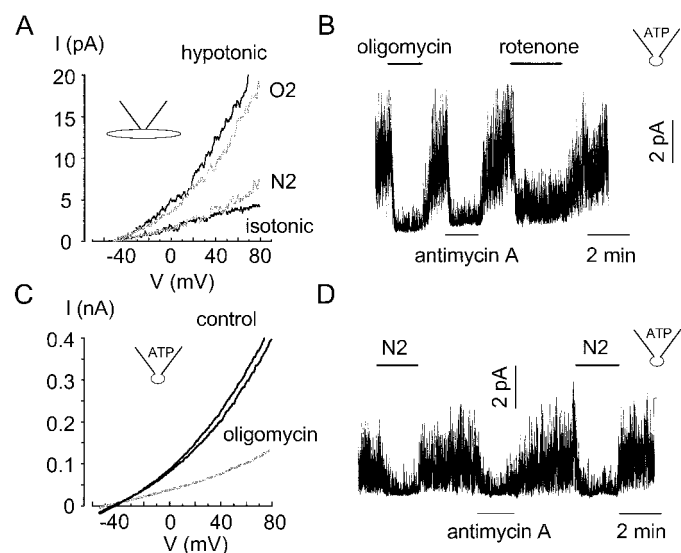 A
I (pA)
hypotonic
20
15
10
5
0
O2
N2
isotonic
-40 0 40 80
V (mV)
B
oligomycin rotenone
ATP
2 pA
antimycin A 2 min
C
I (nA)
control
0.4
0.3
0.2
0.1
0
ATP
oligomycin
-40 0 40 80
V (mV)
D
N2 N2
ATP
2 pA
antimycin A 2 min